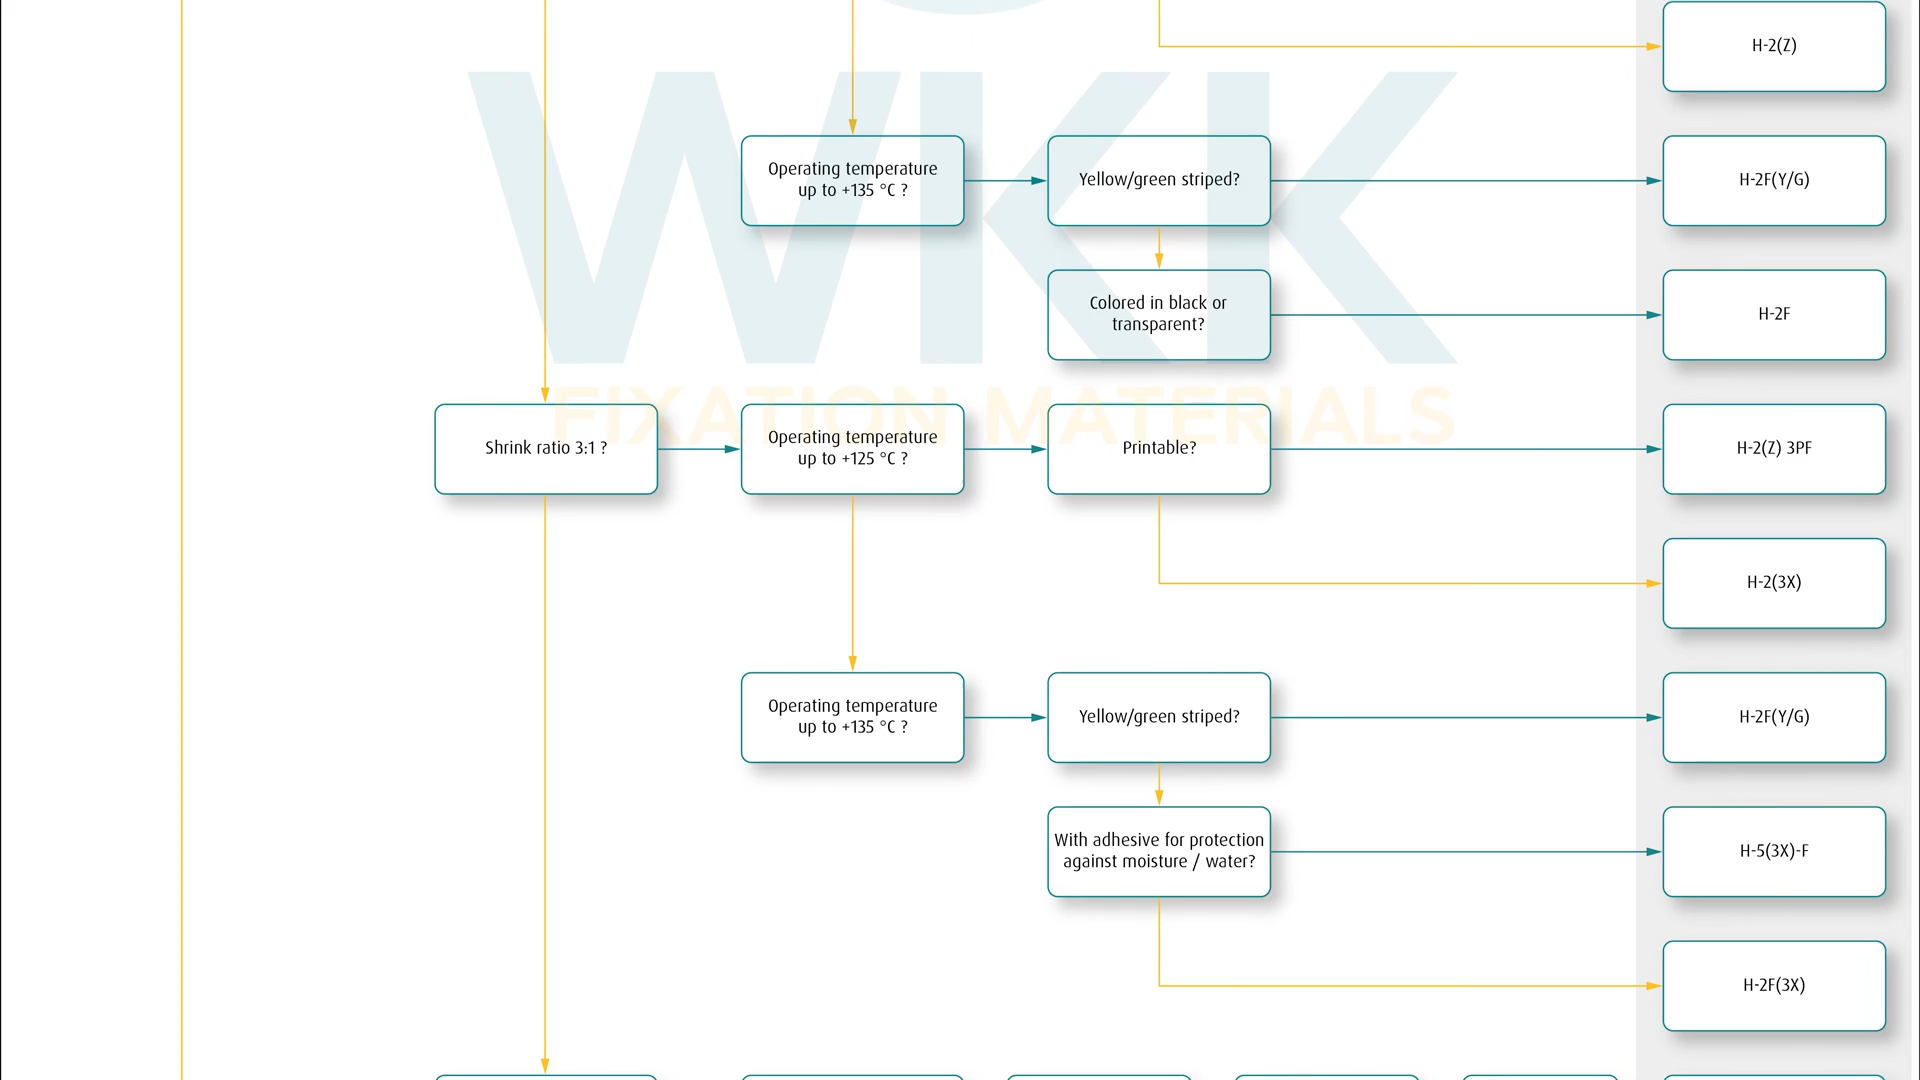 H-2(Z)
Operating temperature
up to +135 °C ?
Yellow/green striped?
H-2F(Y/G)
Colored in black or
transparent?
H-2F
WKK
FIXATION MATERIALS
Shrink ratio 3:1 ?
Operating temperature
up to +125 °C ?
Printable?
H-2(Z) 3PF
H-2(3X)
Operating temperature
up to +135 °C ?
Yellow/green striped?
H-2F(Y/G)
With adhesive for protection
against moisture / water?
H-5(3X)-F
H-2F(3X)